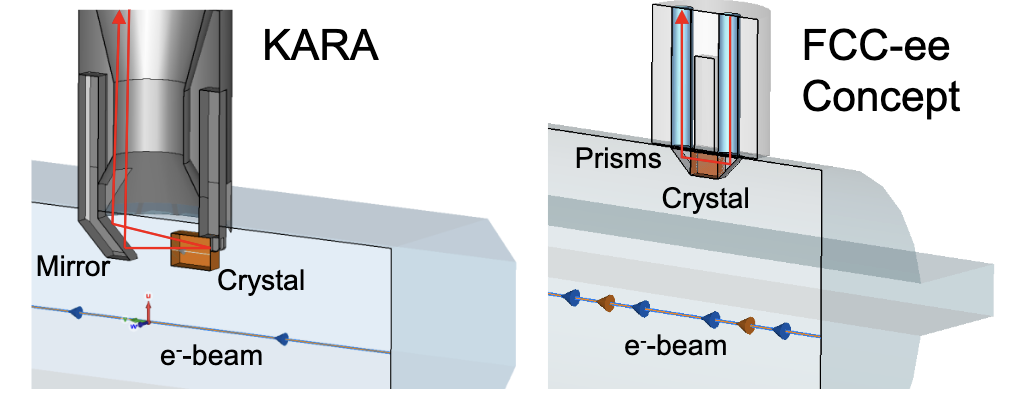 KARA
FCC-ee
Concept
Prisms
Crystal
Mirror
Crystal
u
w
e⁻-beam
e⁻-beam